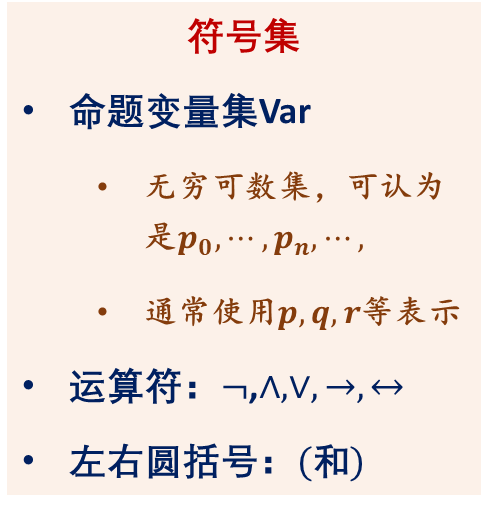 符号集
• 命题变量集Var
• 无穷可数集，可认为
是p₀, ⋯ , pₙ, ⋯ ,
• 通常使用p, q, r等表示
• 运算符：¬,∧,∨, →, ↔
• 左右圆括号：(和)